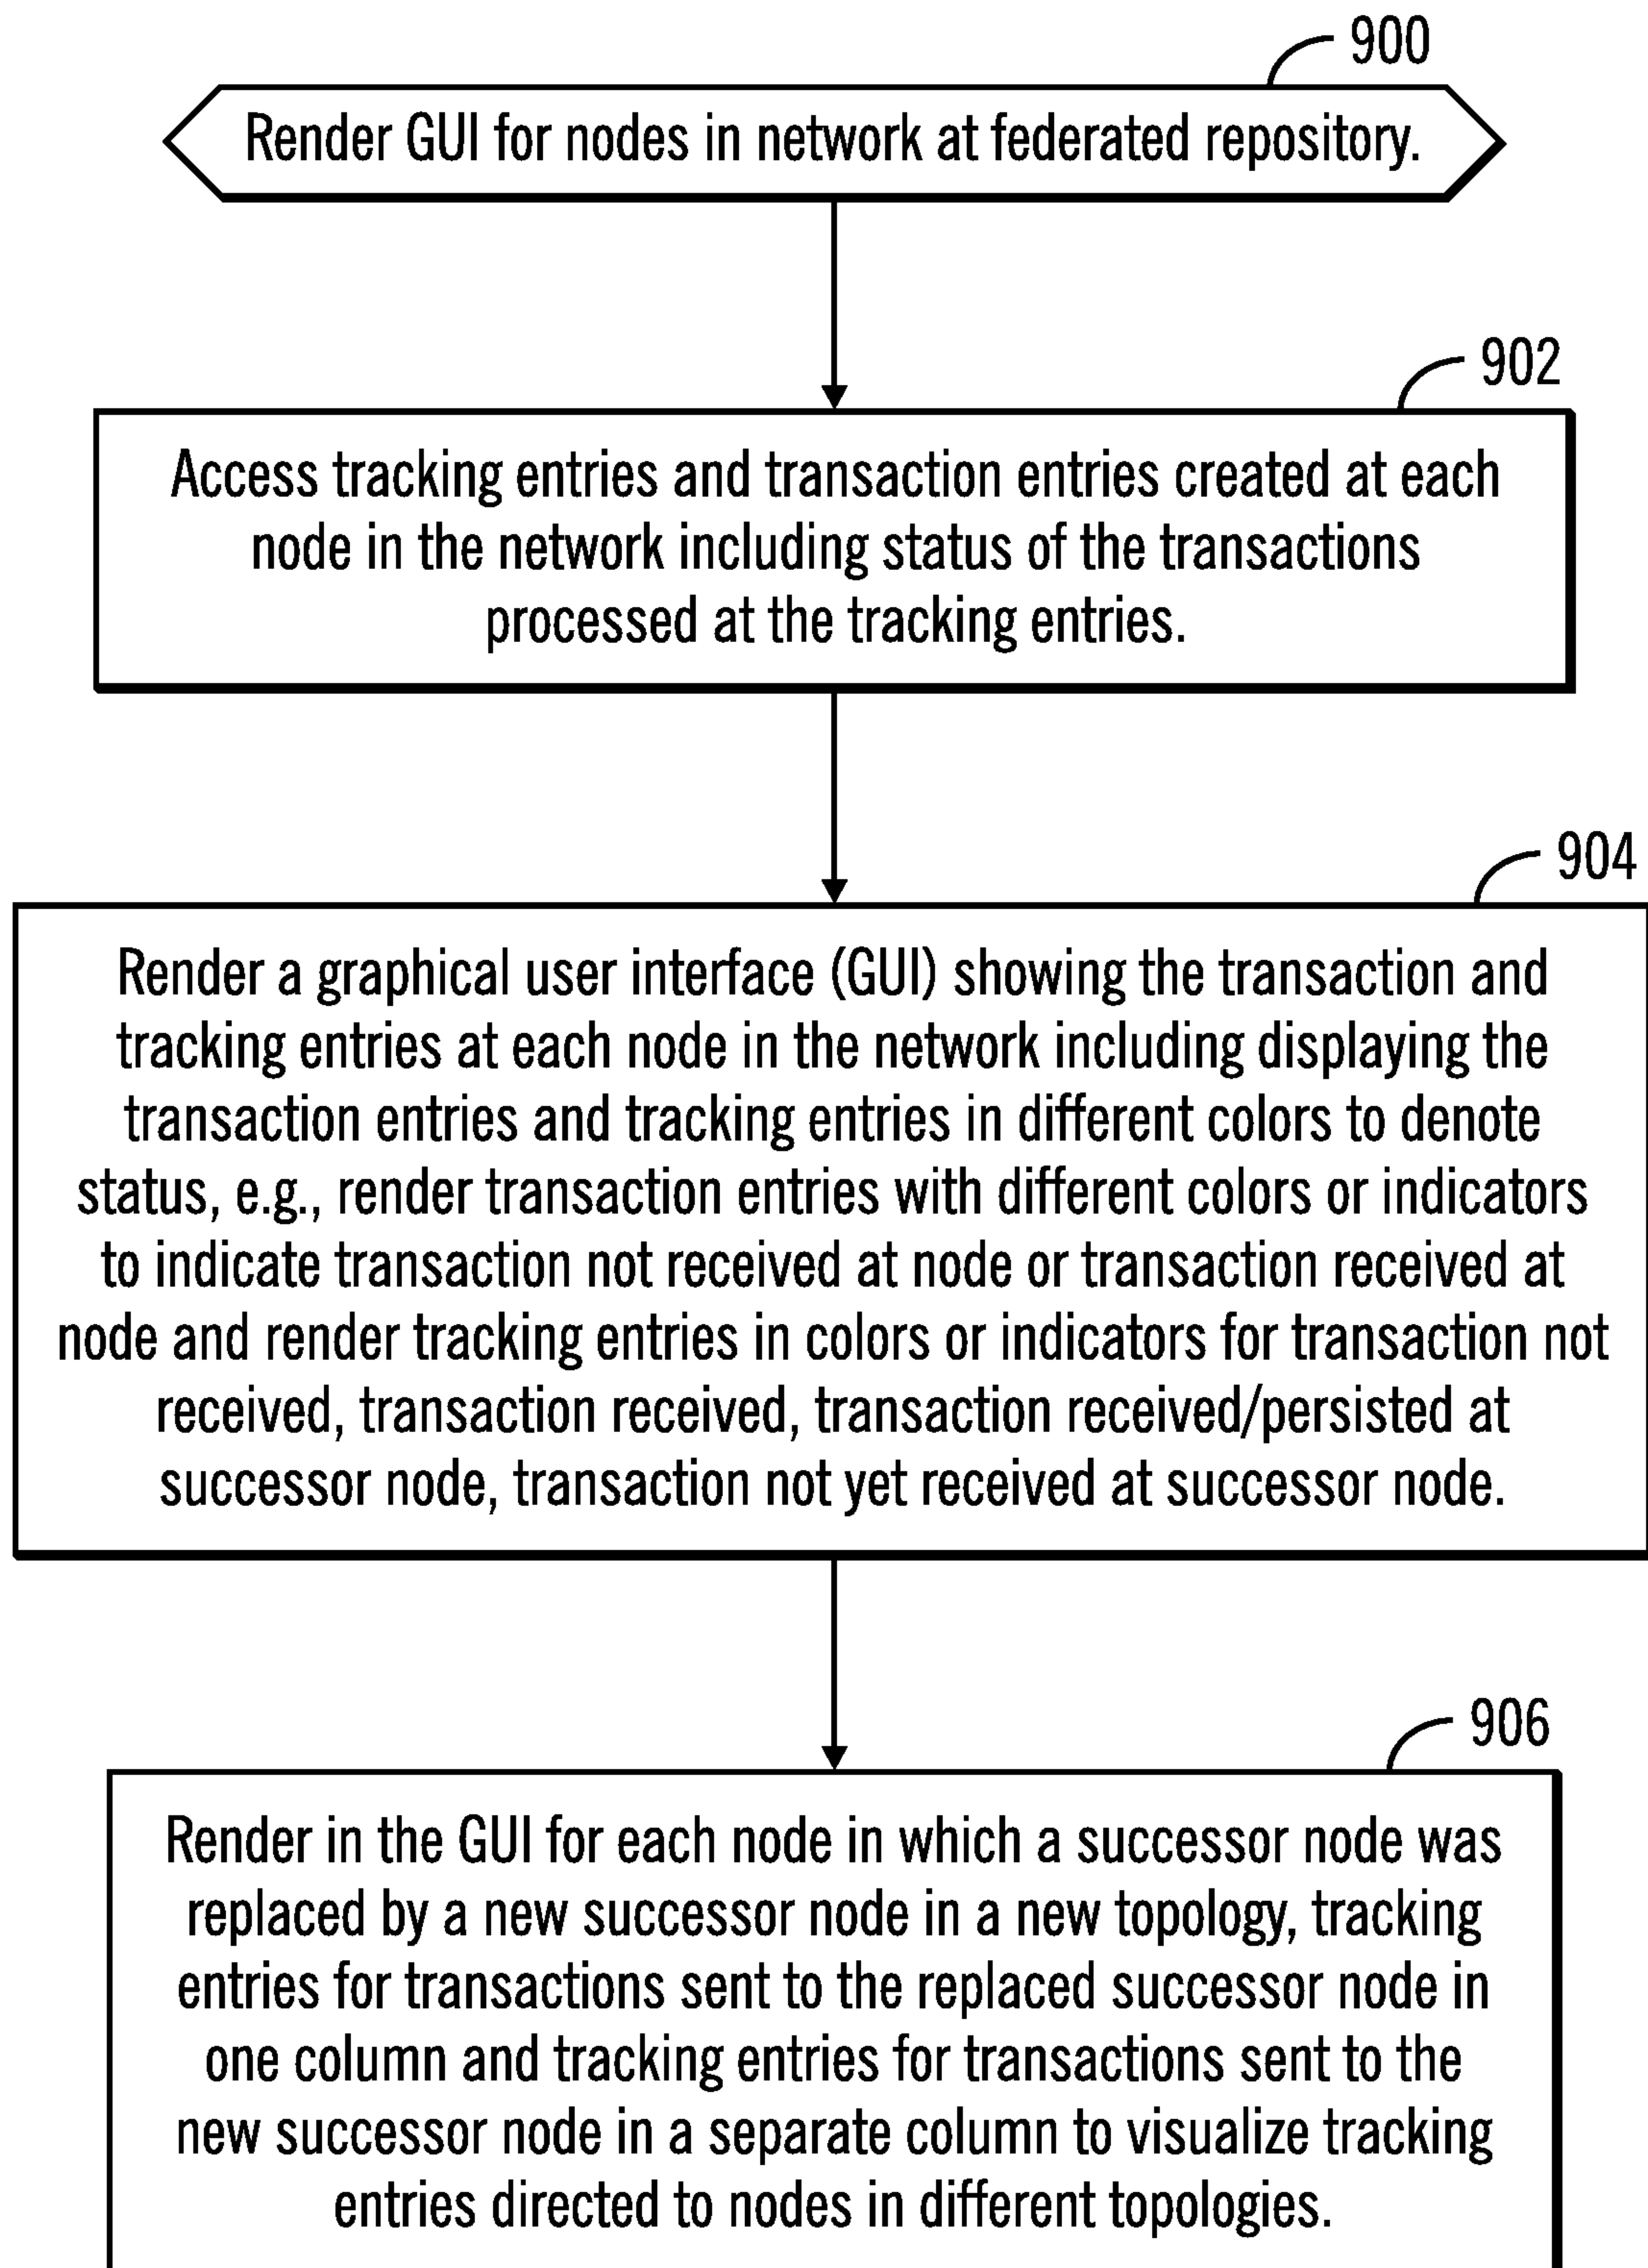 900
Render GUI for nodes in network at federated repository.
902
Access tracking entries and transaction entries created at each
node in the network including status of the transactions
processed at the tracking entries.
904
Render a graphical user interface (GUI) showing the transaction and
tracking entries at each node in the network including displaying the
transaction entries and tracking entries in different colors to denote
status, e.g., render transaction entries with different colors or indicators
to indicate transaction not received at node or transaction received at
node and render tracking entries in colors or indicators for transaction not
received, transaction received, transaction received/persisted at
successor node, transaction not yet received at successor node.
906
Render in the GUI for each node in which a successor node was
replaced by a new successor node in a new topology, tracking
entries for transactions sent to the replaced successor node in
one column and tracking entries for transactions sent to the
new successor node in a separate column to visualize tracking
entries directed to nodes in different topologies.